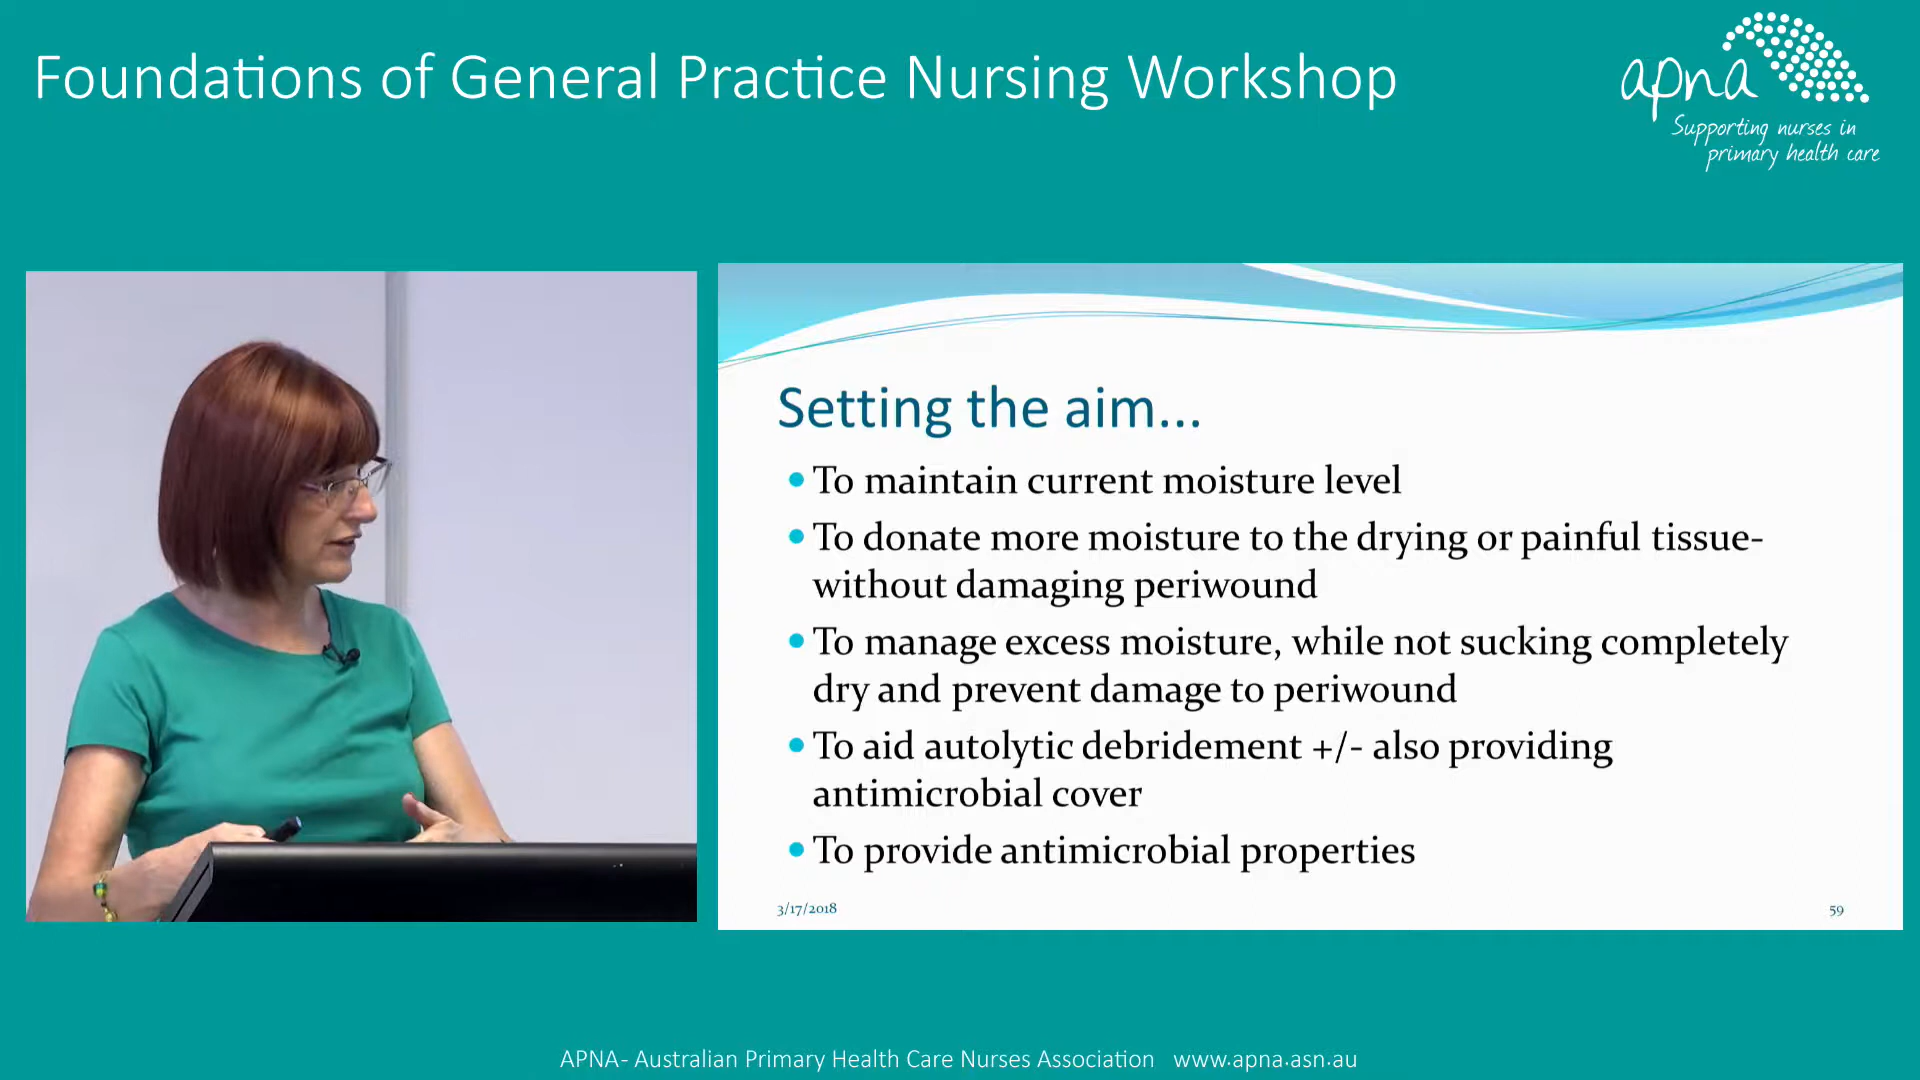 Foundations of General Practice Nursing Workshop
apna
Supporting nurses in
primary health care
Setting the aim...
• To maintain current moisture level
• To donate more moisture to the drying or painful tissue-
without damaging periwound
• To manage excess moisture, while not sucking completely
dry and prevent damage to periwound
• To aid autolytic debridement +/- also providing
antimicrobial cover
• To provide antimicrobial properties
3/17/2018
59
APNA- Australian Primary Health Care Nurses Association www.apna.asn.au